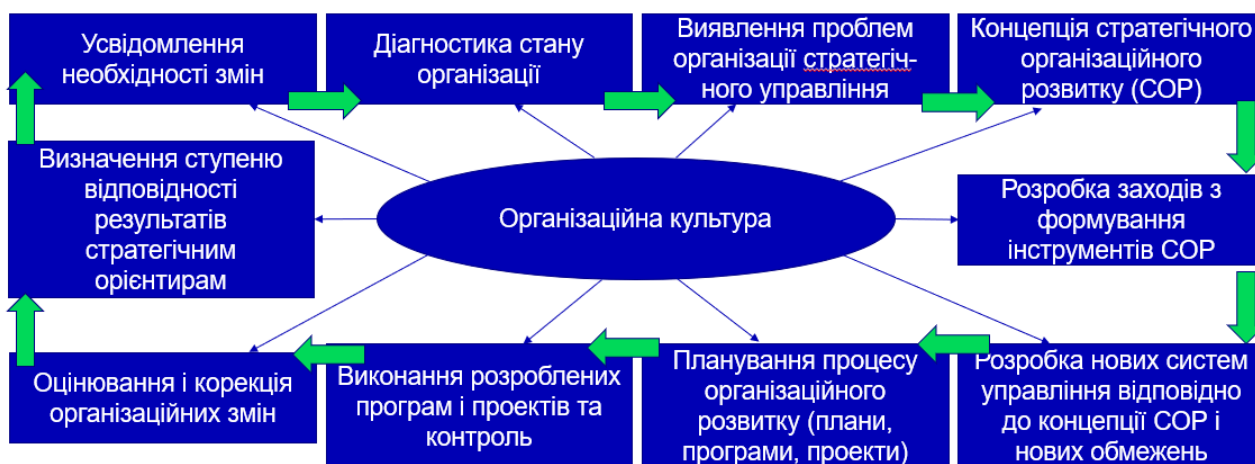 Усвідомлення
необхідності змін
Діагностика стану
організації
Виявлення проблем
організації стратегіч-
ного управління
Концепція стратегічного
організаційного
розвитку (СОР)
Визначення ступеню
відповідності
результатів
стратегічним
орієнтирам
Організаційна культура
Розробка заходів з
формування
інструментів СОР
Оцінювання і корекція
організаційних змін
Виконання розроблених
програм і проектів та
контроль
Планування процесу
організаційного
розвитку (плани,
програми, проекти)
Розробка нових систем
управління відповідно
до концепції СОР і
нових обмежень